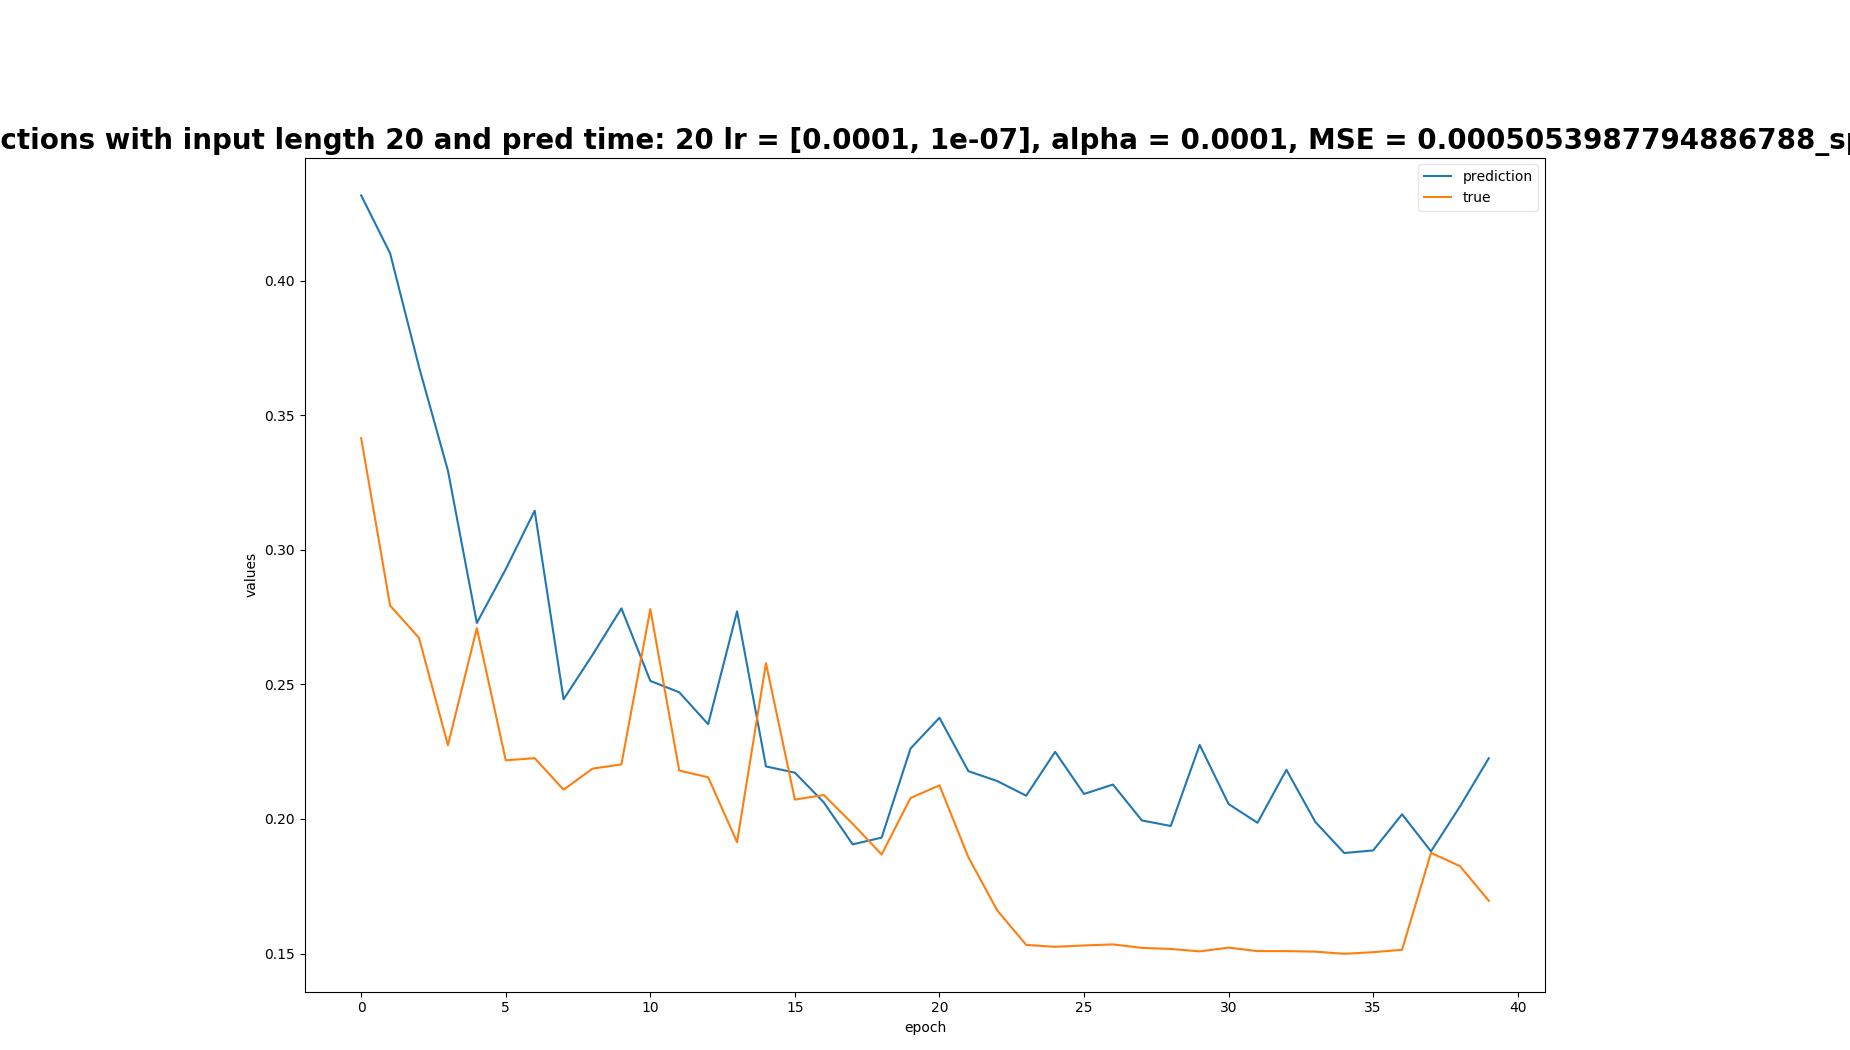 ctions with input length 20 and pred time: 20 lr = [0.0001, 1e-07], alpha = 0.0001, MSE = 0.0005053987794886788_sp
prediction
true
0.40
0.35
0.30
0.25
0.20
0.15
values
0 5 10 15 20 25 30 35 40
epoch